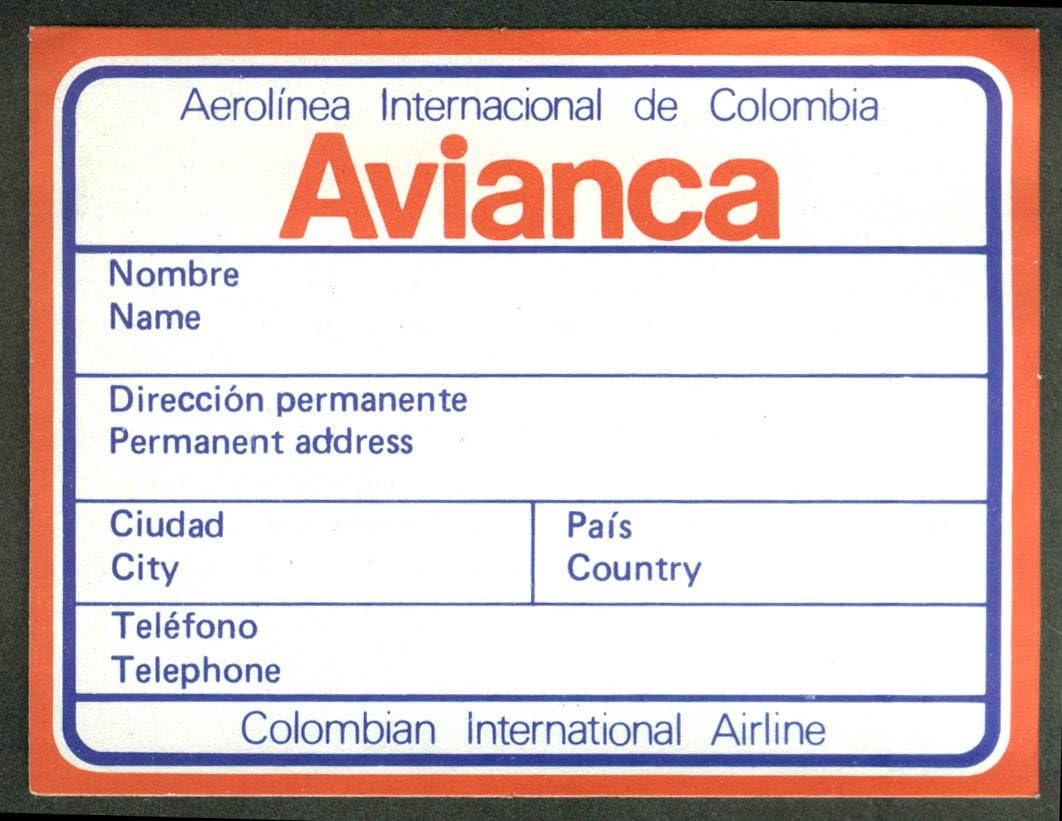 Aerolínea Internacional de Colombia
Avianca
Nombre
Name
Dirección permanente
Permanent address
Ciudad
City
País
Country
Teléfono
Telephone
Colombian International Airline